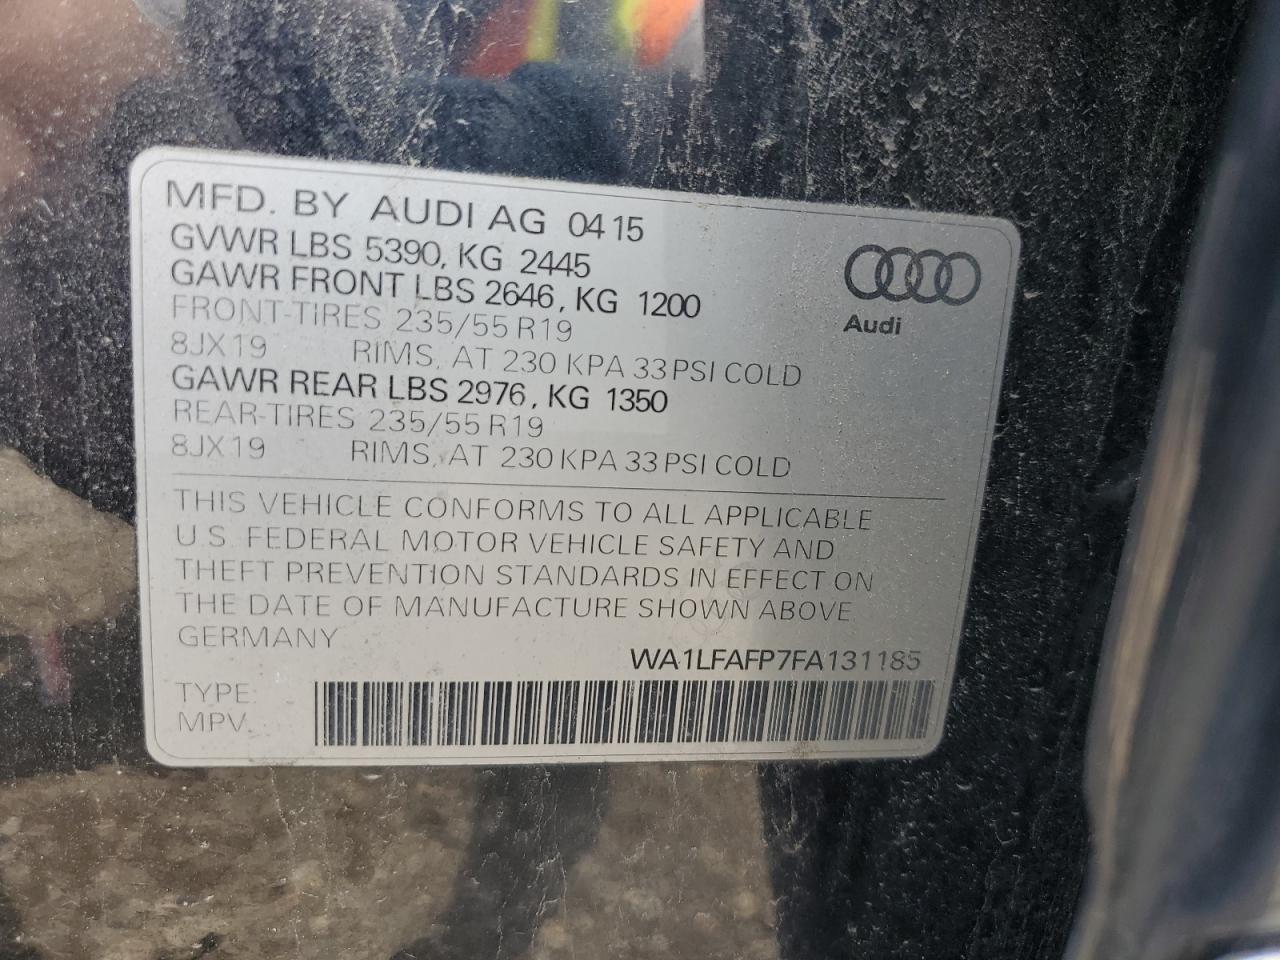 MFD. BY AUDI AG 0415
GVWR LBS 5390, KG 2445
GAWR FRONT LBS 2646, KG 1200
FRONT-TIRES 235/55 R19
8JX19 RIMS, AT 230 KPA 33 PSI COLD
GAWR REAR LBS 2976, KG 1350
REAR-TIRES 235/55 R19
8JX19 RIMS, AT 230 KPA 33 PSI COLD
Audi
THIS VEHICLE CONFORMS TO ALL APPLICABLE
U.S. FEDERAL MOTOR VEHICLE SAFETY AND
THEFT PREVENTION STANDARDS IN EFFECT ON
THE DATE OF MANUFACTURE SHOWN ABOVE
GERMANY
WA1LFAFP7FA131185
TYPE:
MPV